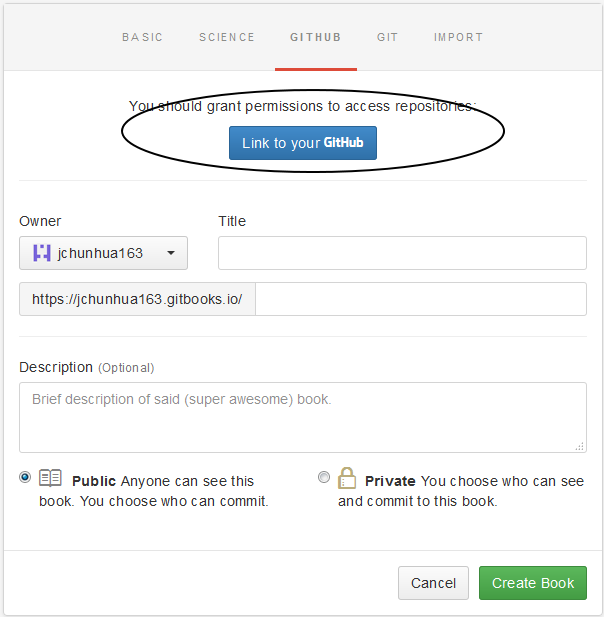 BASIC SCIENCE GITHUB GIT IMPORT
You should grant permissions to access repositories:
Link to your GitHub
Owner Title
jchunhua163
https://jchunhua163.gitbooks.io/
Description (Optional)
Brief description of said (super awesome) book.
Public Anyone can see this
book. You choose who can commit.
Private You choose who can see
and commit to this book.
Cancel Create Book